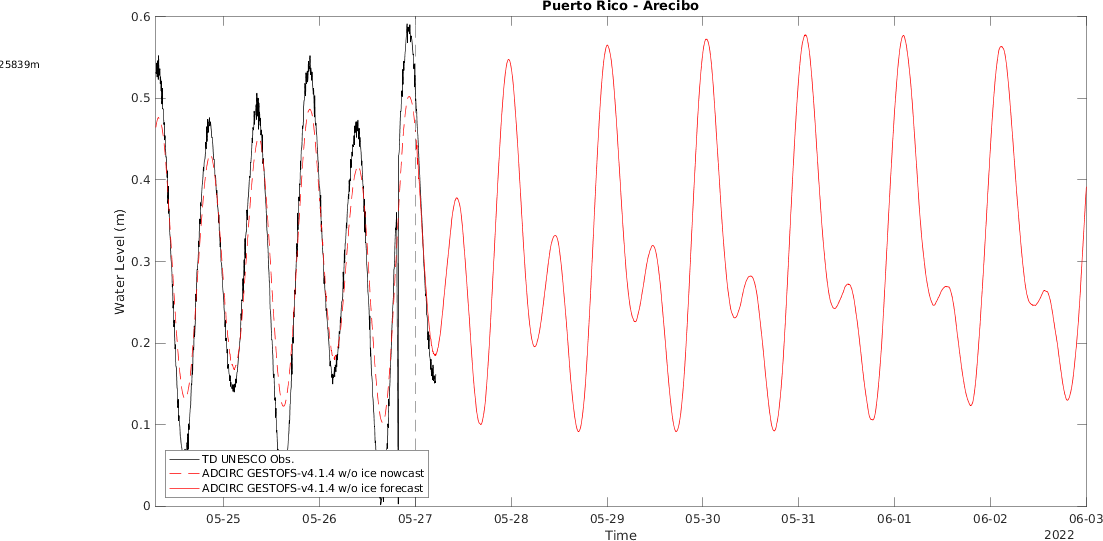 Puerto Rico - Arecibo
25839m
0.6
0.5
0.4
0.3
0.2
0.1
0
Water Level (m)
TD UNESCO Obs.
ADCIRC GESTOFS-v4.1.4 w/o ice nowcast
ADCIRC GESTOFS-v4.1.4 w/o ice forecast
05-25 05-26 05-27 05-28 05-29 05-30 05-31 06-01 06-02 06-03
Time
2022